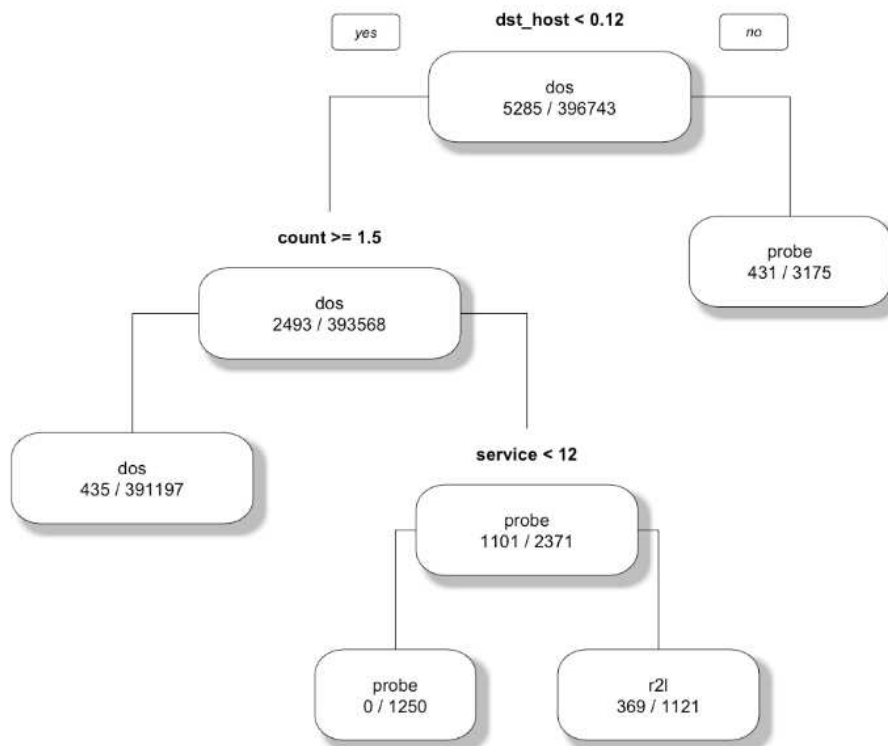 dst_host < 0.12
yes
no
dos
5285 / 396743
count >= 1.5
probe
431 / 3175
dos
2493 / 393568
dos
435 / 391197
service < 12
probe
1101 / 2371
probe
0 / 1250
r2l
369 / 1121